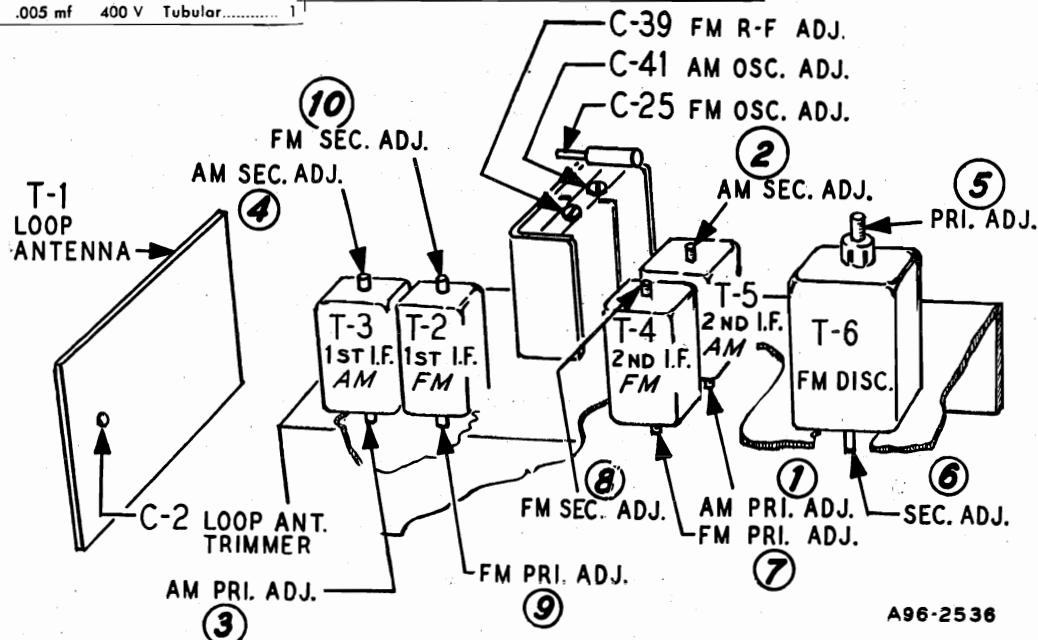 .005 mf 400 V Tubular............ 1
C-39 FM R-F ADJ.
C-41 AM OSC. ADJ.
C-25 FM OSC. ADJ.
10
FM SEC. ADJ.
AM SEC. ADJ.
4
T-1
LOOP
ANTENNA
2
AM SEC. ADJ.
5
PRI. ADJ.
T-3
1ST I.F.
AM
T-2
1ST I.F.
FM
T-4
2ND I.F.
FM
T-5
2ND I.F.
AM
T-6
FM DISC.
C-2 LOOP ANT.
TRIMMER
8
FM SEC. ADJ.
1
AM PRI. ADJ.
FM PRI. ADJ.
7
6
SEC. ADJ.
AM PRI. ADJ.
3
FM PRI. ADJ.
9
A96-2536